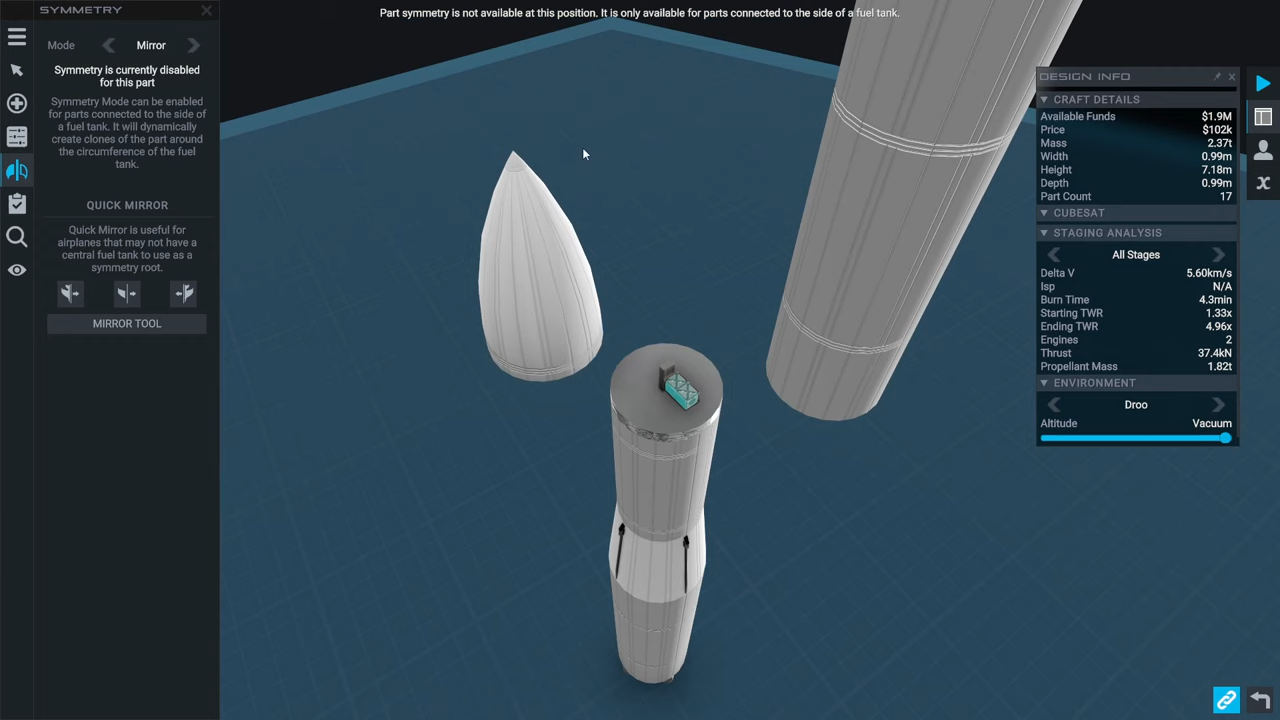 SYMMETRY
Part symmetry is not available at this position. It is only available for parts connected to the side of a fuel tank.
Mode
Mirror
Symmetry is currently disabled
for this part
Symmetry Mode can be enabled
for parts connected to the side of
a fuel tank. It will dynamically
create clones of the part around
the circumference of the fuel
tank.
QUICK MIRROR
Quick Mirror is useful for
airplanes that may not have a
central fuel tank to use as a
symmetry root.
MIRROR TOOL
DESIGN INFO
CRAFT DETAILS
Available Funds $1.9M
Price $102k
Mass 2.37t
Width 0.99m
Height 7.18m
Depth 0.99m
Part Count 17
CUBESAT
STAGING ANALYSIS
All Stages
Delta V 5.60km/s
Isp N/A
Burn Time 4.3min
Starting TWR 1.33x
Ending TWR 4.96x
Engines 2
Thrust 37.4kN
Propellant Mass 1.82t
ENVIRONMENT
Droo
Altitude Vacuum